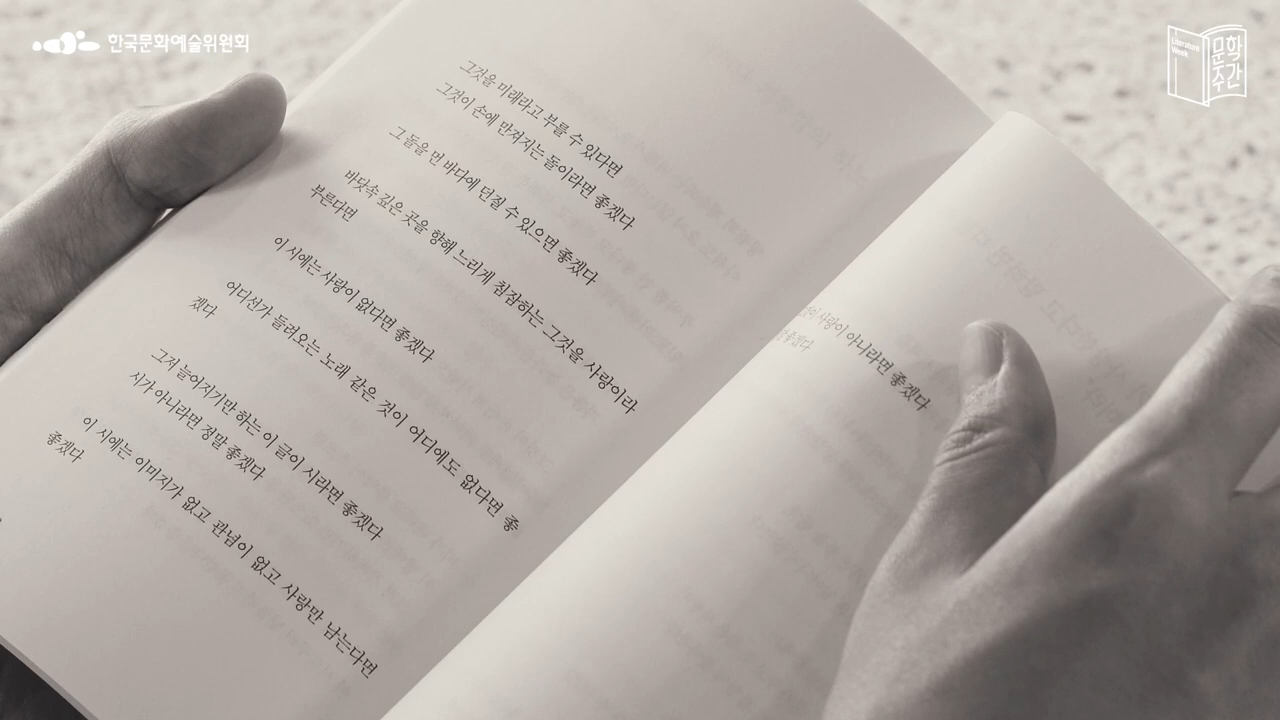 한국문화예술위원회
Literature
Week
문학
주간
그것을 미래라고 부를 수 있다면
그것이 손에 만져지는 돌이라면 좋겠다
그 돌을 먼 바다에 던질 수 있으면 좋겠다
바닷속 깊은 곳을 향해 느리게 침잠하는 그것을 사랑이라
부른다면
이 시에는 사랑이 없다면 좋겠다
어디선가 들려오는 노래 같은 것이 어디에도 없다면 좋
겠다
그저 늘어지기만 하는 이 글이 시라면 좋겠다
시가 아니라면 정말 좋겠다
이 시에는 이미지가 없고 관념이 없고 사랑만 남는다면
좋겠다
사랑이 아니라면 좋겠다
좋겠다